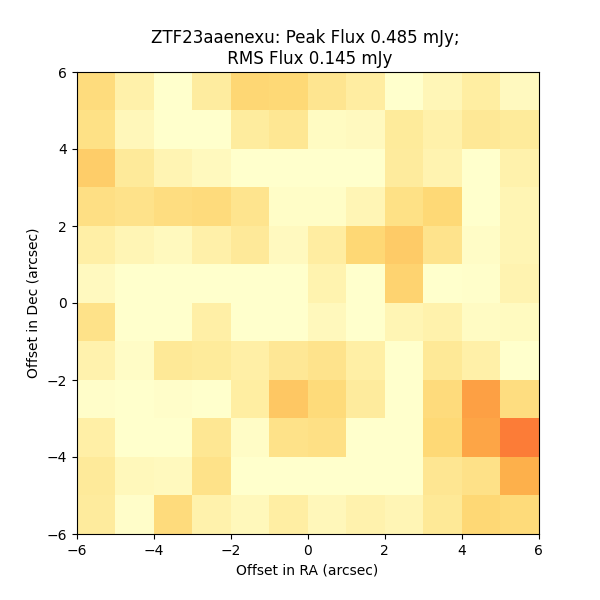 ZTF23aaenexu: Peak Flux 0.485 mJy;
RMS Flux 0.145 mJy
6
4
2
0
−2
−4
−6
Offset in Dec (arcsec)
−6 −4 −2 0 2 4 6
Offset in RA (arcsec)